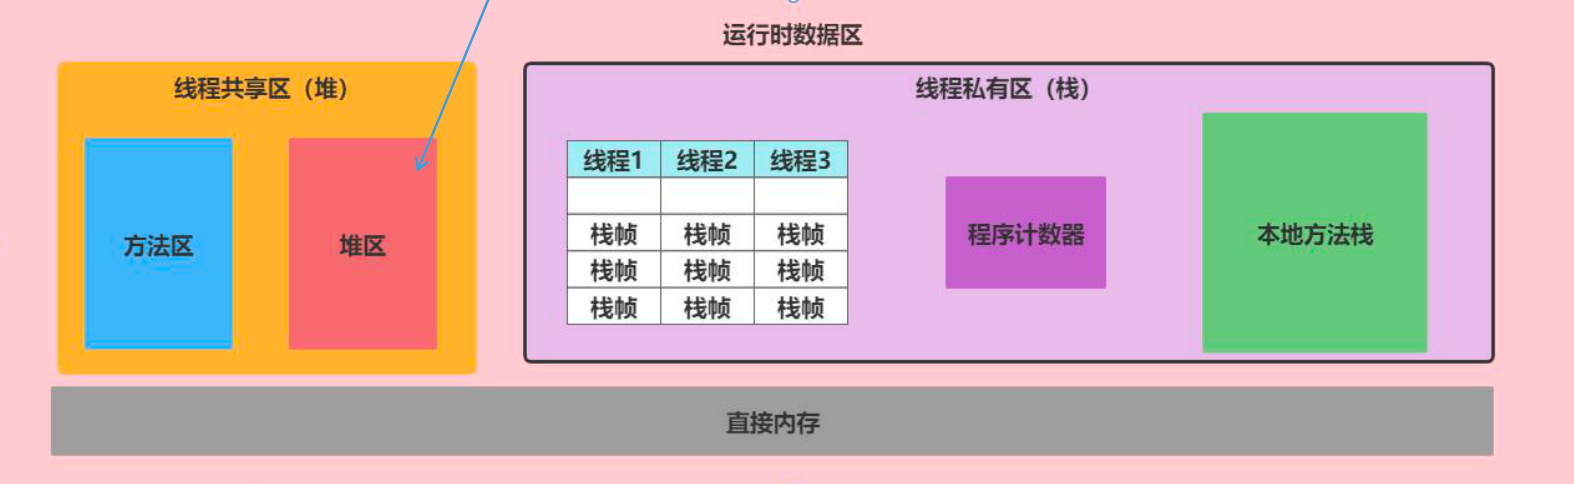 运行时数据区
线程共享区（堆）
方法区
堆区
线程私有区（栈）
线程1 线程2 线程3
栈帧 栈帧 栈帧
栈帧 栈帧 栈帧
栈帧 栈帧 栈帧
程序计数器
本地方法栈
直接内存